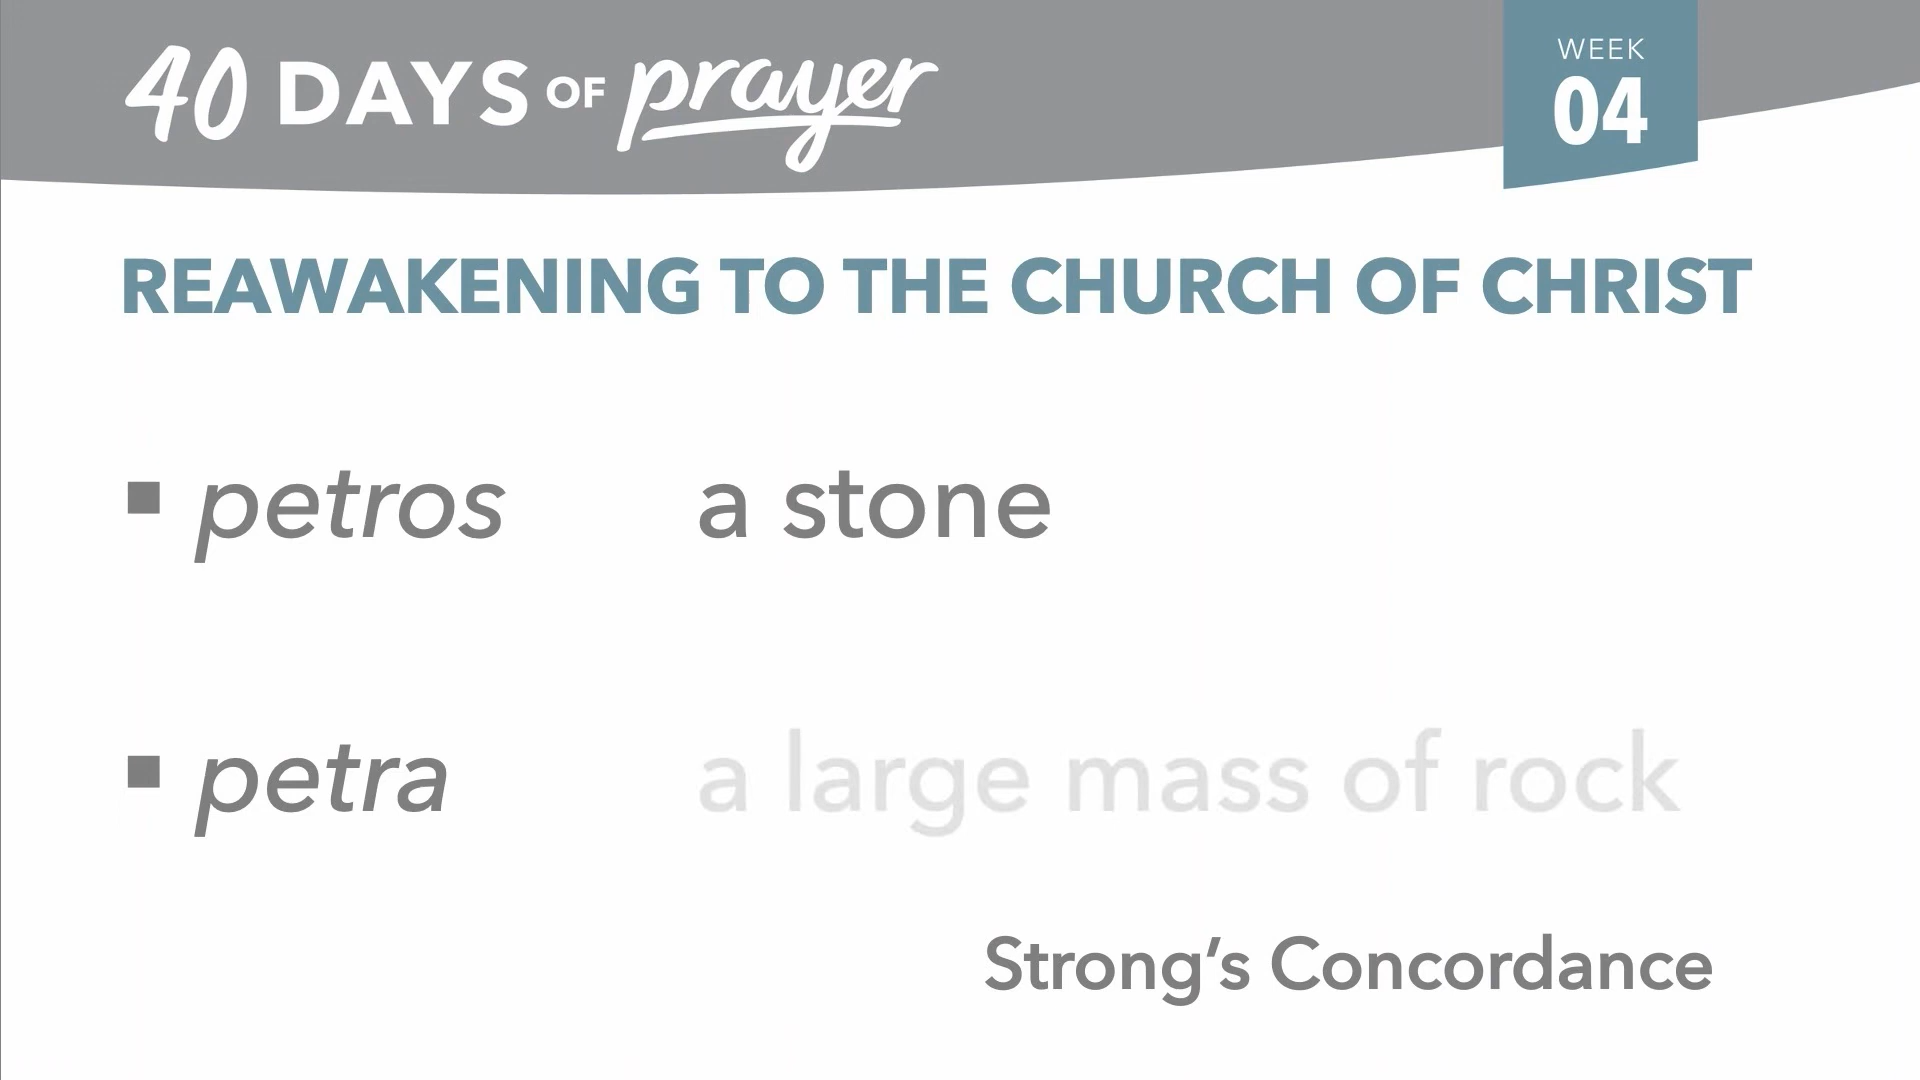 40 DAYS OF prayer
WEEK
04
REAWAKENING TO THE CHURCH OF CHRIST
▪ petros a stone
▪ petra a large mass of rock
Strong’s Concordance